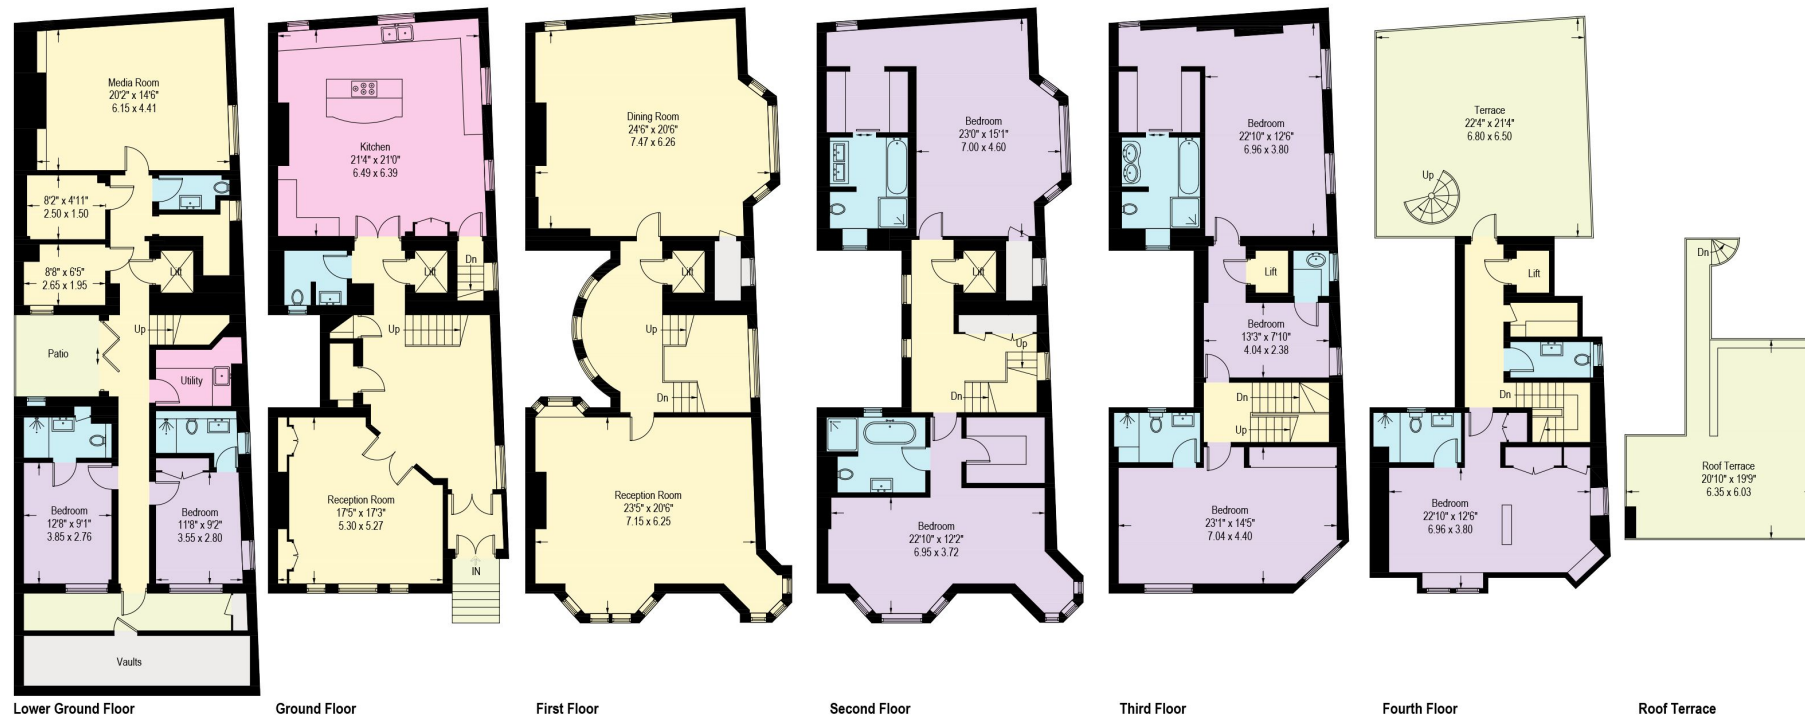 Media Room
20'2" x 14'6"
6.15 x 4.41
8'2" x 4'11"
2.50 x 1.50
8'8" x 6'5"
2.65 x 1.95
Lift
Up
Patio
Utility
Bedroom
12'8" x 9'1"
3.85 x 2.76
Bedroom
11'8" x 9'2"
3.55 x 2.80
Vaults
Lower Ground Floor
Kitchen
21'4" x 21'0"
6.49 x 6.39
Dn
Lift
Up
Reception Room
17'5" x 17'3"
5.30 x 5.27
IN
Ground Floor
Dining Room
24'6" x 20'6"
7.47 x 6.26
Lift
Up
Dn
Reception Room
23'5" x 20'6"
7.15 x 6.25
First Floor
Bedroom
23'0" x 15'1"
7.00 x 4.60
Lift
Up
Dn
Bedroom
22'10" x 12'2"
6.95 x 3.72
Second Floor
Bedroom
22'10" x 12'6"
6.96 x 3.80
Lift
Bedroom
13'3" x 7'10"
4.04 x 2.38
Dn
Up
Bedroom
23'1" x 14'5"
7.04 x 4.40
Third Floor
Terrace
22'4" x 21'4"
6.80 x 6.50
Up
Lift
Dn
Bedroom
22'10" x 12'6"
6.96 x 3.80
Fourth Floor
Dn
Roof Terrace
20'10" x 19'9"
6.35 x 6.03
Roof Terrace